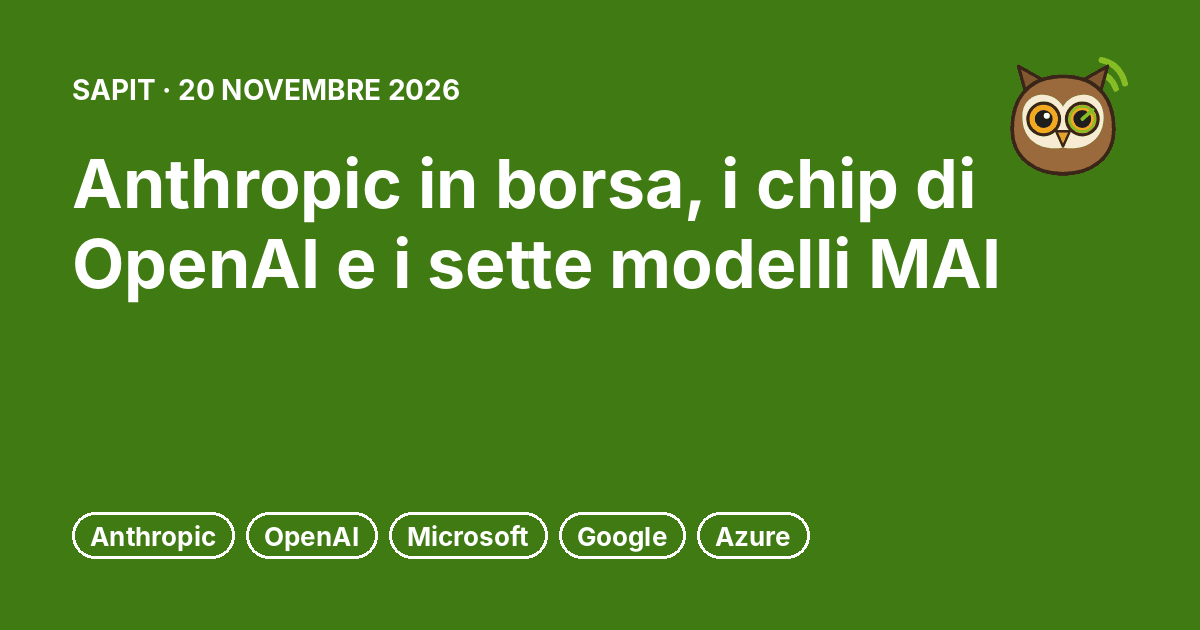 SAPIT · 20 NOVEMBRE 2026
Anthropic in borsa, i chip di
OpenAI e i sette modelli MAI
Anthropic
OpenAI
Microsoft
Google
Azure